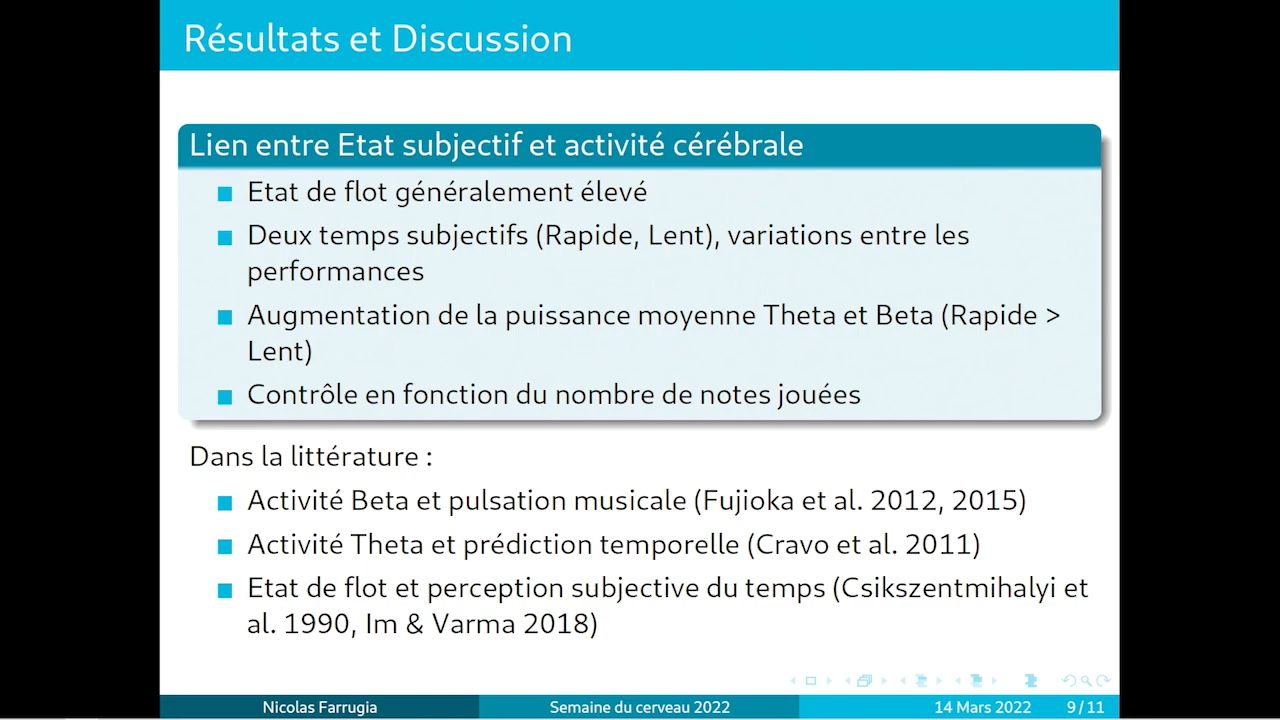 Résultats et Discussion
Lien entre Etat subjectif et activité cérébrale
Etat de flot généralement élevé
Deux temps subjectifs (Rapide, Lent), variations entre les
performances
Augmentation de la puissance moyenne Theta et Beta (Rapide >
Lent)
Contrôle en fonction du nombre de notes jouées
Dans la littérature :
Activité Beta et pulsation musicale (Fujioka et al. 2012, 2015)
Activité Theta et prédiction temporelle (Cravo et al. 2011)
Etat de flot et perception subjective du temps (Csikszentmihalyi et
al. 1990, Im & Varma 2018)
Nicolas Farrugia Semaine du cerveau 2022 14 Mars 2022 9 / 11